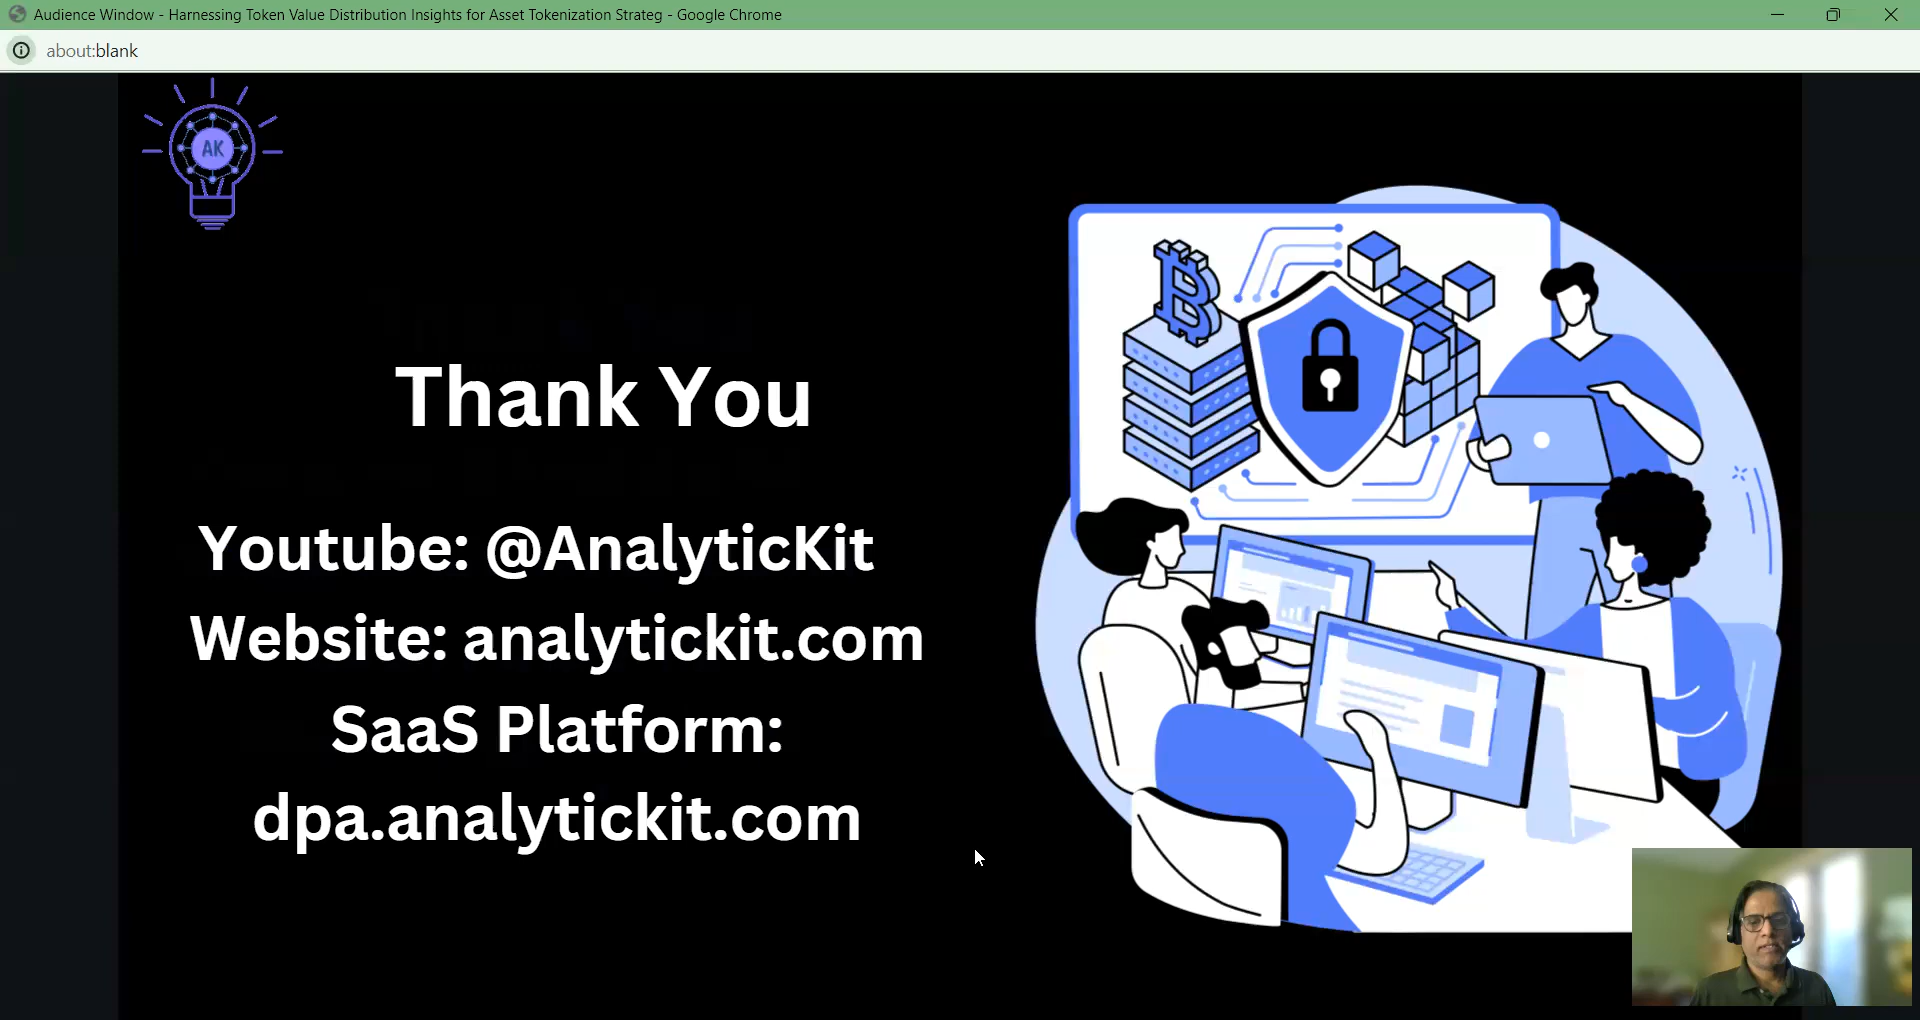 Audience Window - Harnessing Token Value Distribution Insights for Asset Tokenization Strateg - Google Chrome
about:blank
AK
Thank You
Youtube: @AnalyticKit
Website: analytickit.com
SaaS Platform:
dpa.analytickit.com